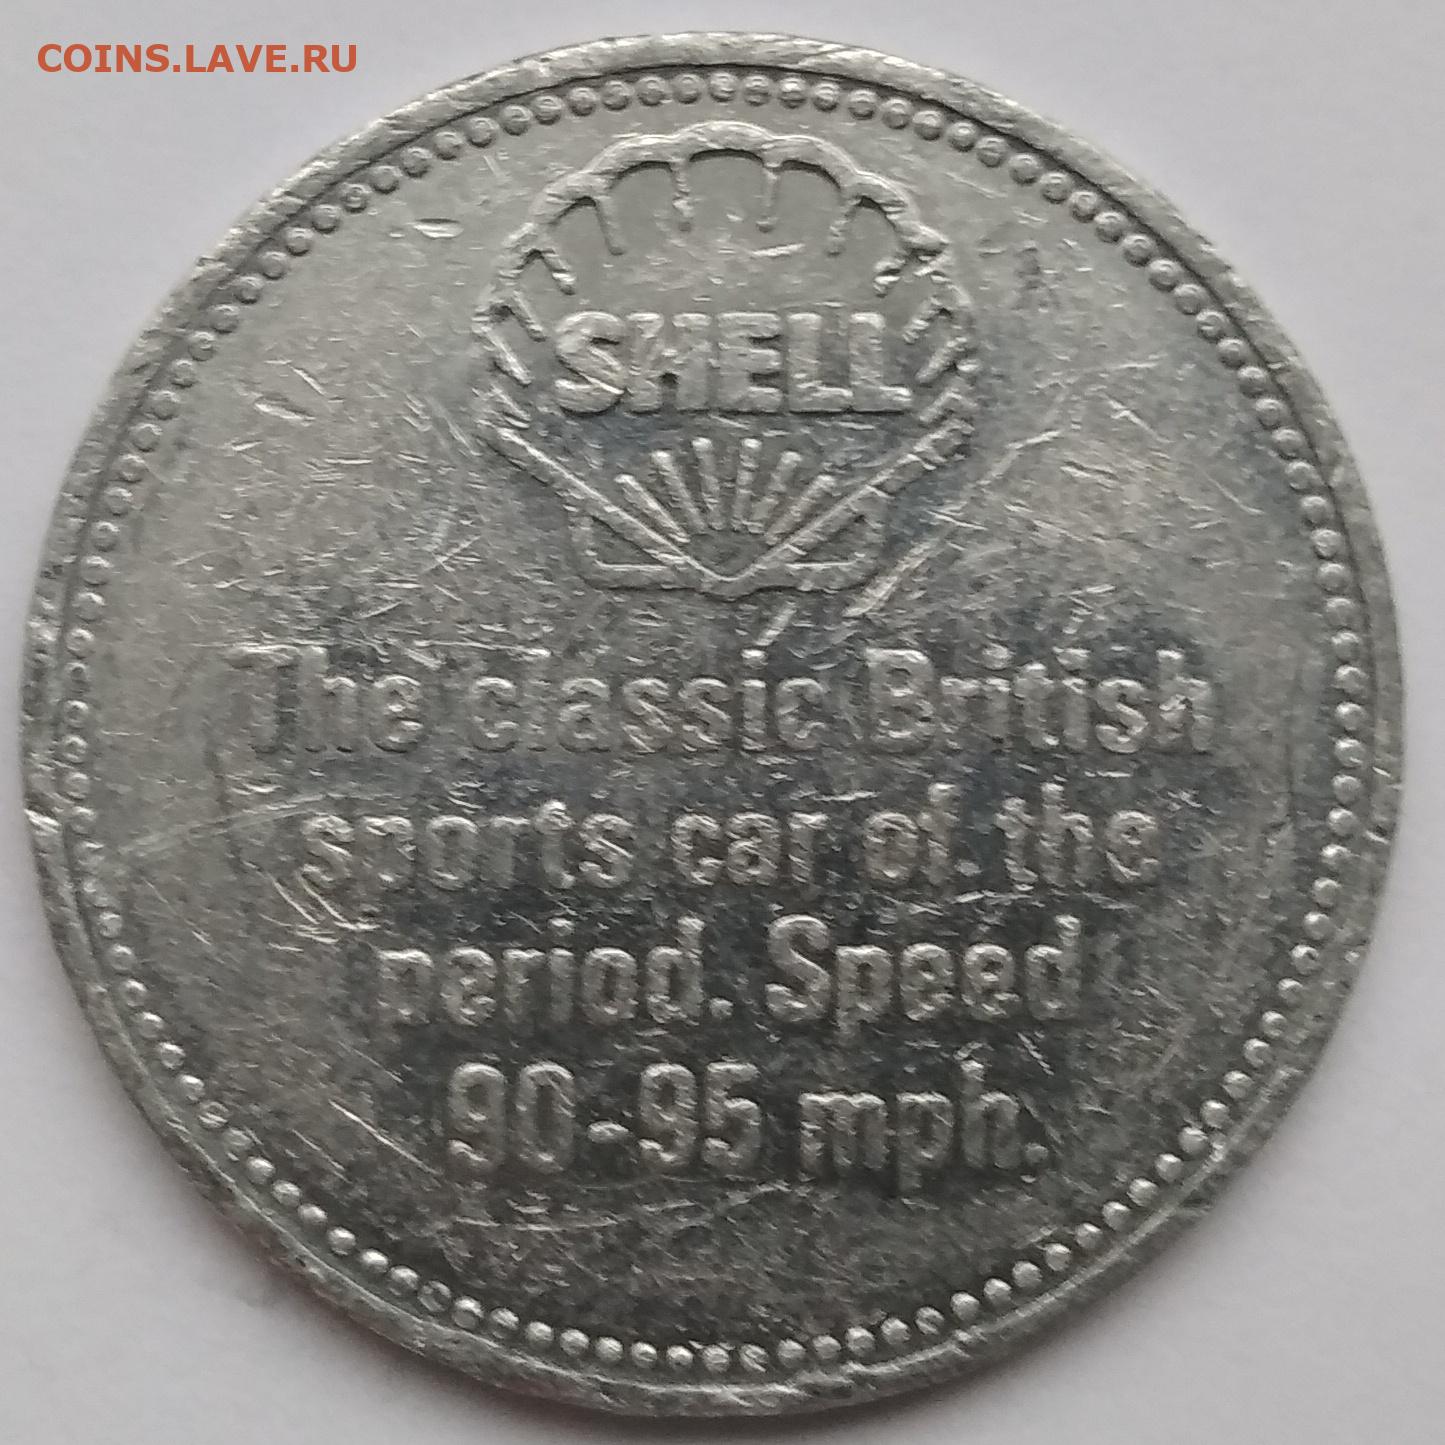 COINS.LAVE.RU
SHELL
The classic British
sports car of the
period. Speed
90-95 mph.